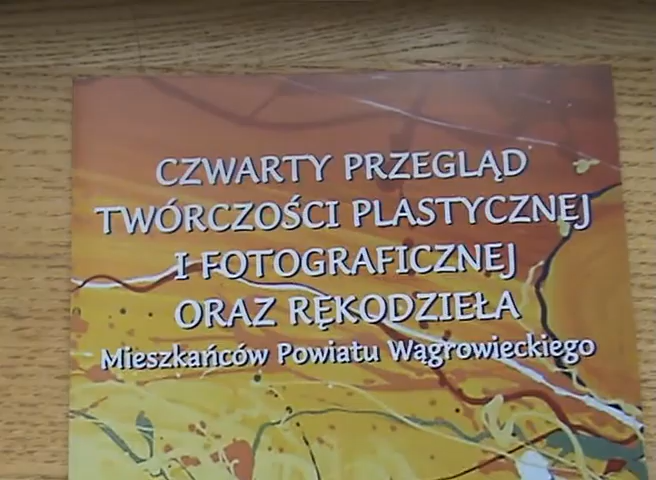 CZWARTY PRZEGLĄD
TWÓRCZOŚCI PLASTYCZNEJ
I FOTOGRAFICZNEJ
ORAZ RĘKODZIEŁA
Mieszkańców Powiatu Wągrowieckiego